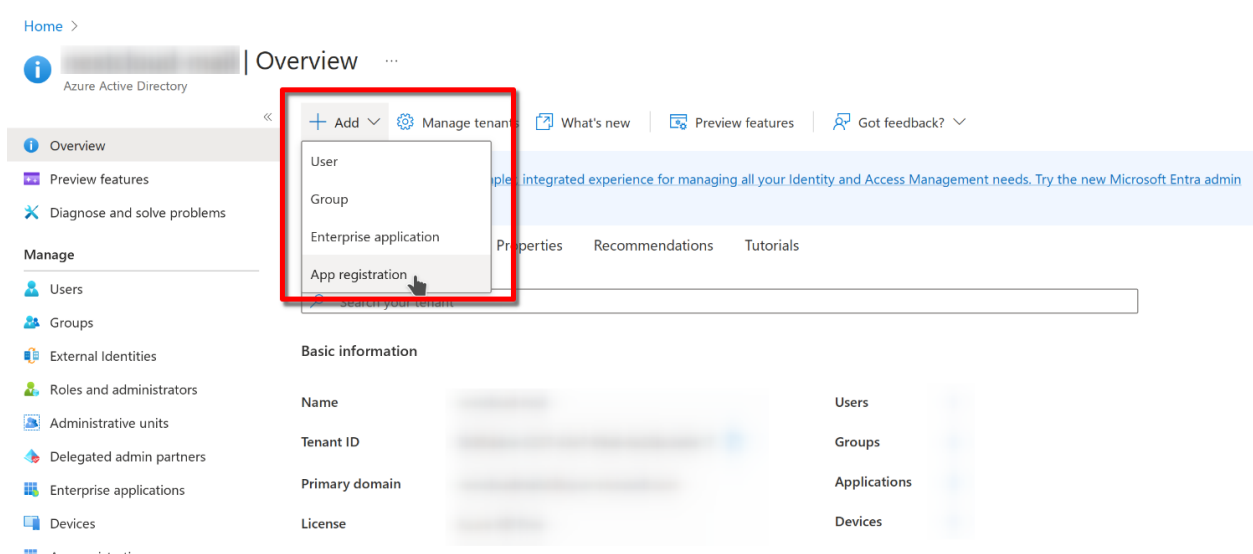 Home >
| Overview ...
Azure Active Directory
«
+ Add Manage tenants What's new Preview features Got feedback?
Overview
Preview features
Diagnose and solve problems
Manage
Users
Groups
External Identities
Roles and administrators
Administrative units
Delegated admin partners
Enterprise applications
Devices
User
Group
Enterprise application
App registration
integrated experience for managing all your Identity and Access Management needs. Try the new Microsoft Entra admin
Properties Recommendations Tutorials
Search your tenant
Basic information
Name
Tenant ID
Primary domain
License
Users
Groups
Applications
Devices